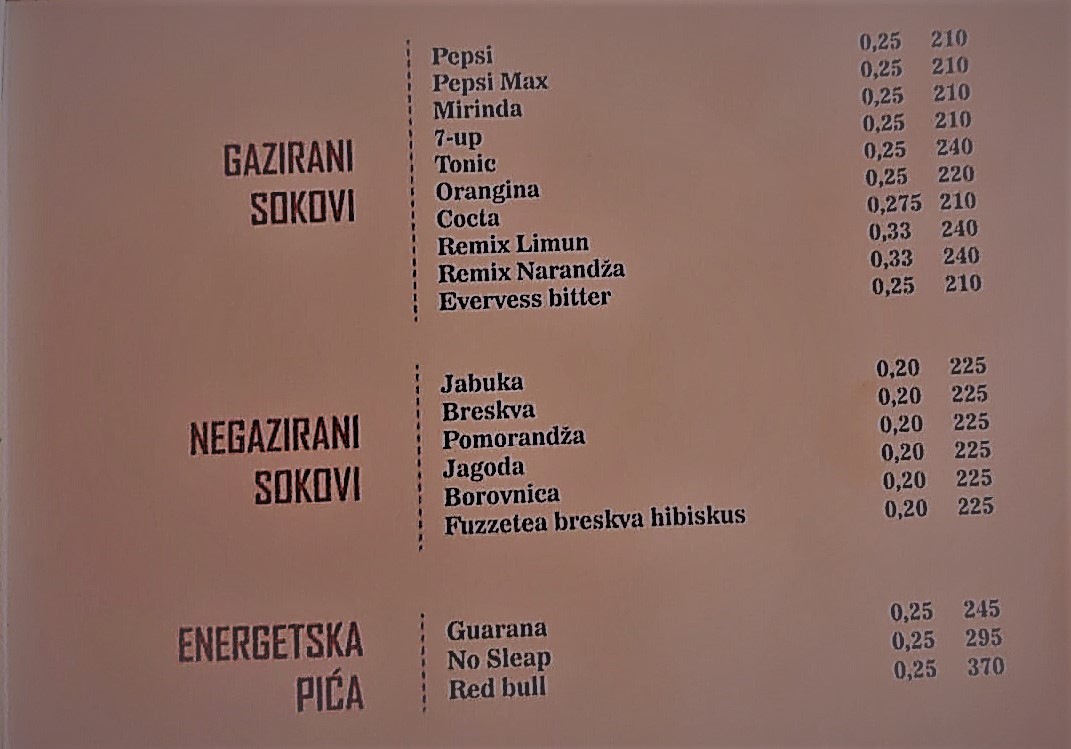 GAZIRANI
SOKOVI
Pepsi 0,25 210
Pepsi Max 0,25 210
Mirinda 0,25 210
7-up 0,25 210
Tonic 0,25 240
Orangina 0,25 220
Cocta 0,275 210
Remix Limun 0,33 240
Remix Narandža 0,33 240
Evervess bitter 0,25 210
NEGAZIRANI
SOKOVI
Jabuka 0,20 225
Breskva 0,20 225
Pomorandža 0,20 225
Jagoda 0,20 225
Borovnica 0,20 225
Fuzzetea breskva hibiskus 0,20 225
ENERGETSKA
PIĆA
Guarana 0,25 245
No Sleap 0,25 295
Red bull 0,25 370